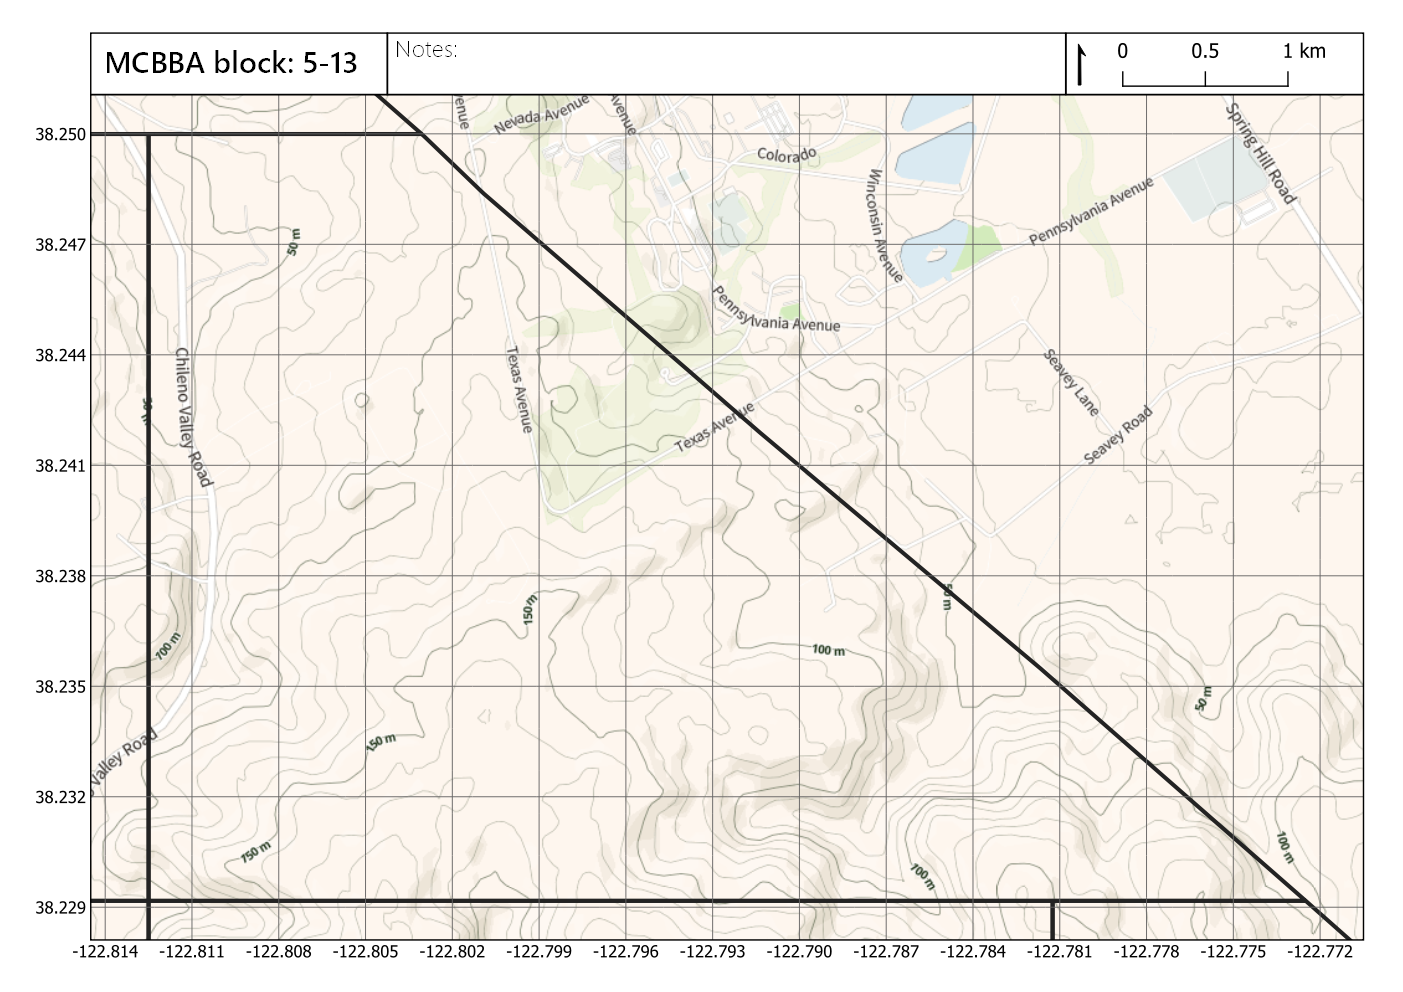 MCBBA block: 5-13
Notes:
0 0.5 1 km
38.250
38.247
38.244
38.241
38.238
38.235
38.232
38.229
-122.814 -122.811 -122.808 -122.805 -122.802 -122.799 -122.796 -122.793 -122.790 -122.787 -122.784 -122.781 -122.778 -122.775 -122.772
enue
Nevada Avenue
Avenue
Colorado
Winconsin Avenue
Spring Hill Road
Pennsylvania Avenue
50 m
Pennsylvania Avenue
Chileno Valley Road
Texas Avenue
Seavey Lane
50 m
Texas Avenue
Seavey Road
50 m
150 m
100 m
100 m
50 m
150 m
Valley Road
150 m
100 m
100 m